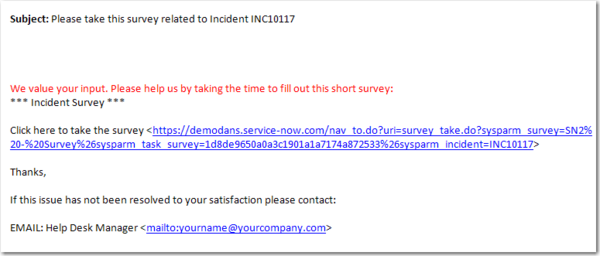 Subject: Please take this survey related to Incident INC10117
We value your input. Please help us by taking the time to fill out this short survey:
*** Incident Survey ***
Click here to take the survey <https://demodans.service-now.com/nav_to.do?uri=survey_take.do?sysparm_survey=SN2%
20-%20Survey%26sysparm_task_survey=1d8de9650a0a3c1901a1a7174a872533%26sysparm_incident=INC10117>
Thanks,
If this issue has not been resolved to your satisfaction please contact:
EMAIL: Help Desk Manager <mailto:yourname@yourcompany.com>